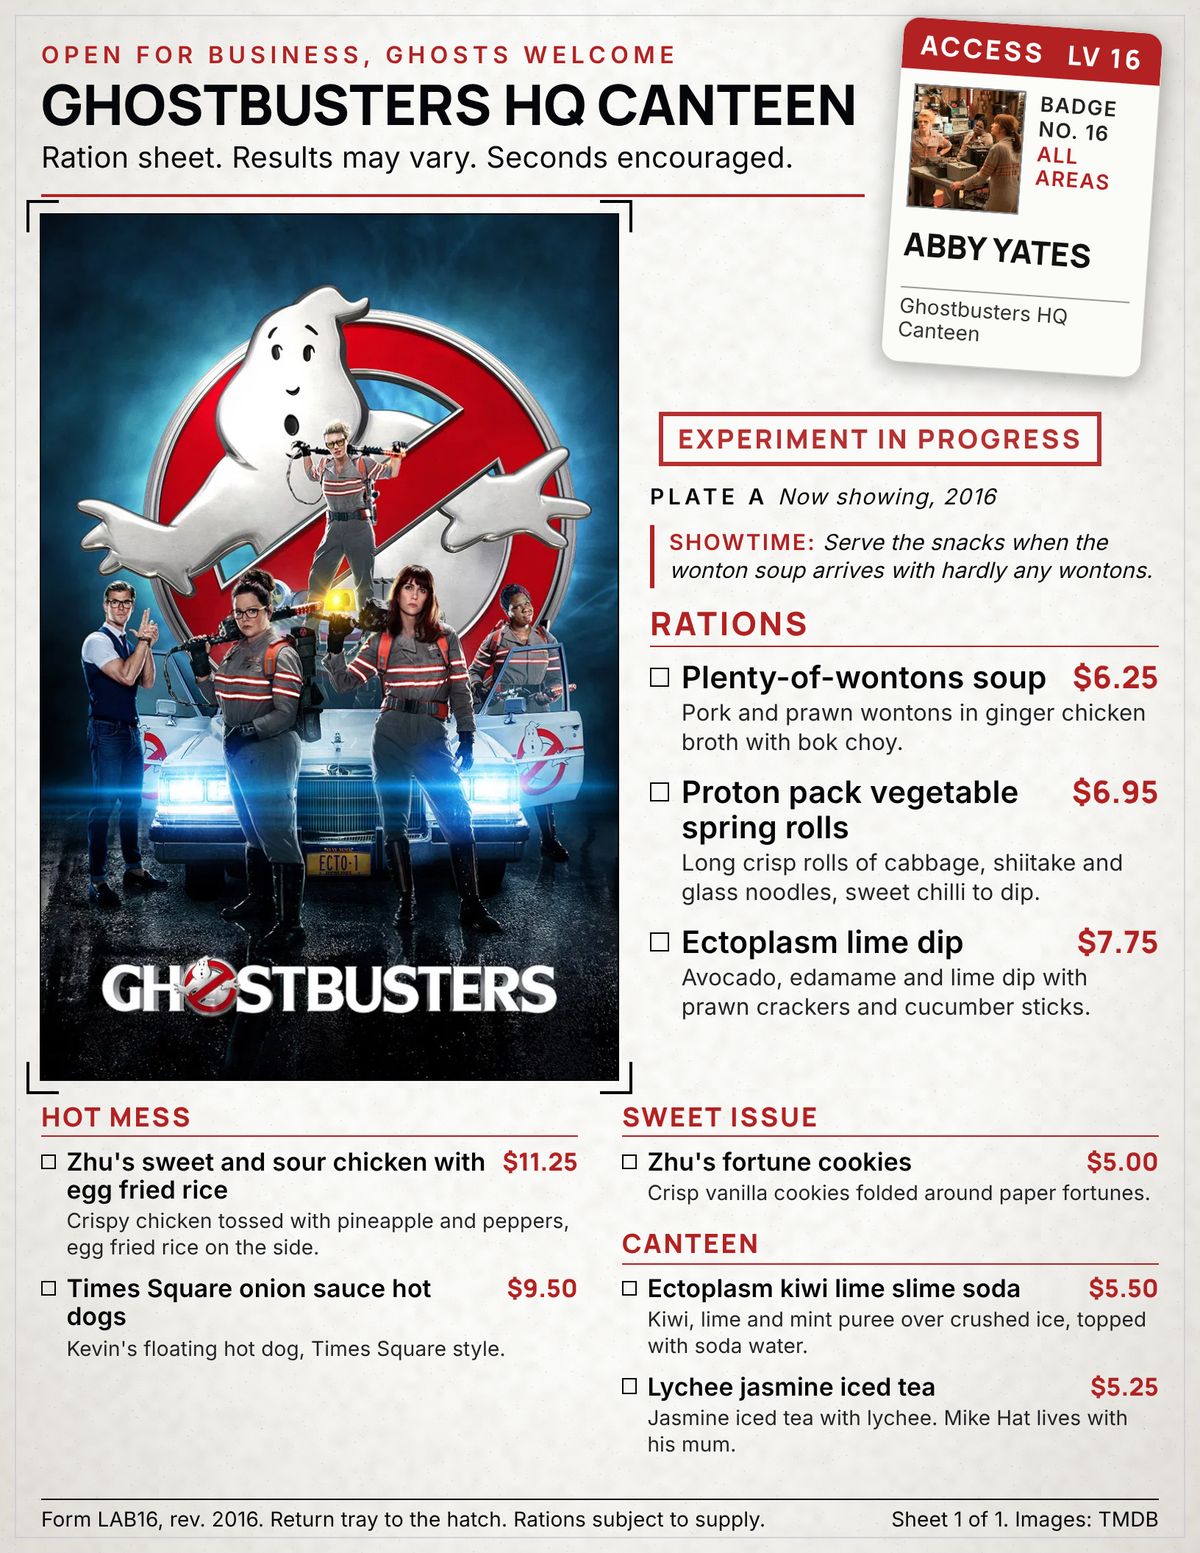 OPEN FOR BUSINESS, GHOSTS WELCOME
GHOSTBUSTERS HQ CANTEEN
Ration sheet. Results may vary. Seconds encouraged.
ACCESS LV 16
BADGE
NO. 16
ALL
AREAS
ABBY YATES
Ghostbusters HQ
Canteen
ECTO-1
GHOSTBUSTERS
EXPERIMENT IN PROGRESS
PLATE A Now showing, 2016
SHOWTIME: Serve the snacks when the
wonton soup arrives with hardly any wontons.
RATIONS
Plenty-of-wontons soup $6.25
Pork and prawn wontons in ginger chicken
broth with bok choy.
Proton pack vegetable $6.95
spring rolls
Long crisp rolls of cabbage, shiitake and
glass noodles, sweet chilli to dip.
Ectoplasm lime dip $7.75
Avocado, edamame and lime dip with
prawn crackers and cucumber sticks.
HOT MESS
Zhu's sweet and sour chicken with $11.25
egg fried rice
Crispy chicken tossed with pineapple and peppers,
egg fried rice on the side.
Times Square onion sauce hot $9.50
dogs
Kevin's floating hot dog, Times Square style.
SWEET ISSUE
Zhu's fortune cookies $5.00
Crisp vanilla cookies folded around paper fortunes.
CANTEEN
Ectoplasm kiwi lime slime soda $5.50
Kiwi, lime and mint puree over crushed ice, topped
with soda water.
Lychee jasmine iced tea $5.25
Jasmine iced tea with lychee. Mike Hat lives with
his mum.
Form LAB16, rev. 2016. Return tray to the hatch. Rations subject to supply.
Sheet 1 of 1. Images: TMDB